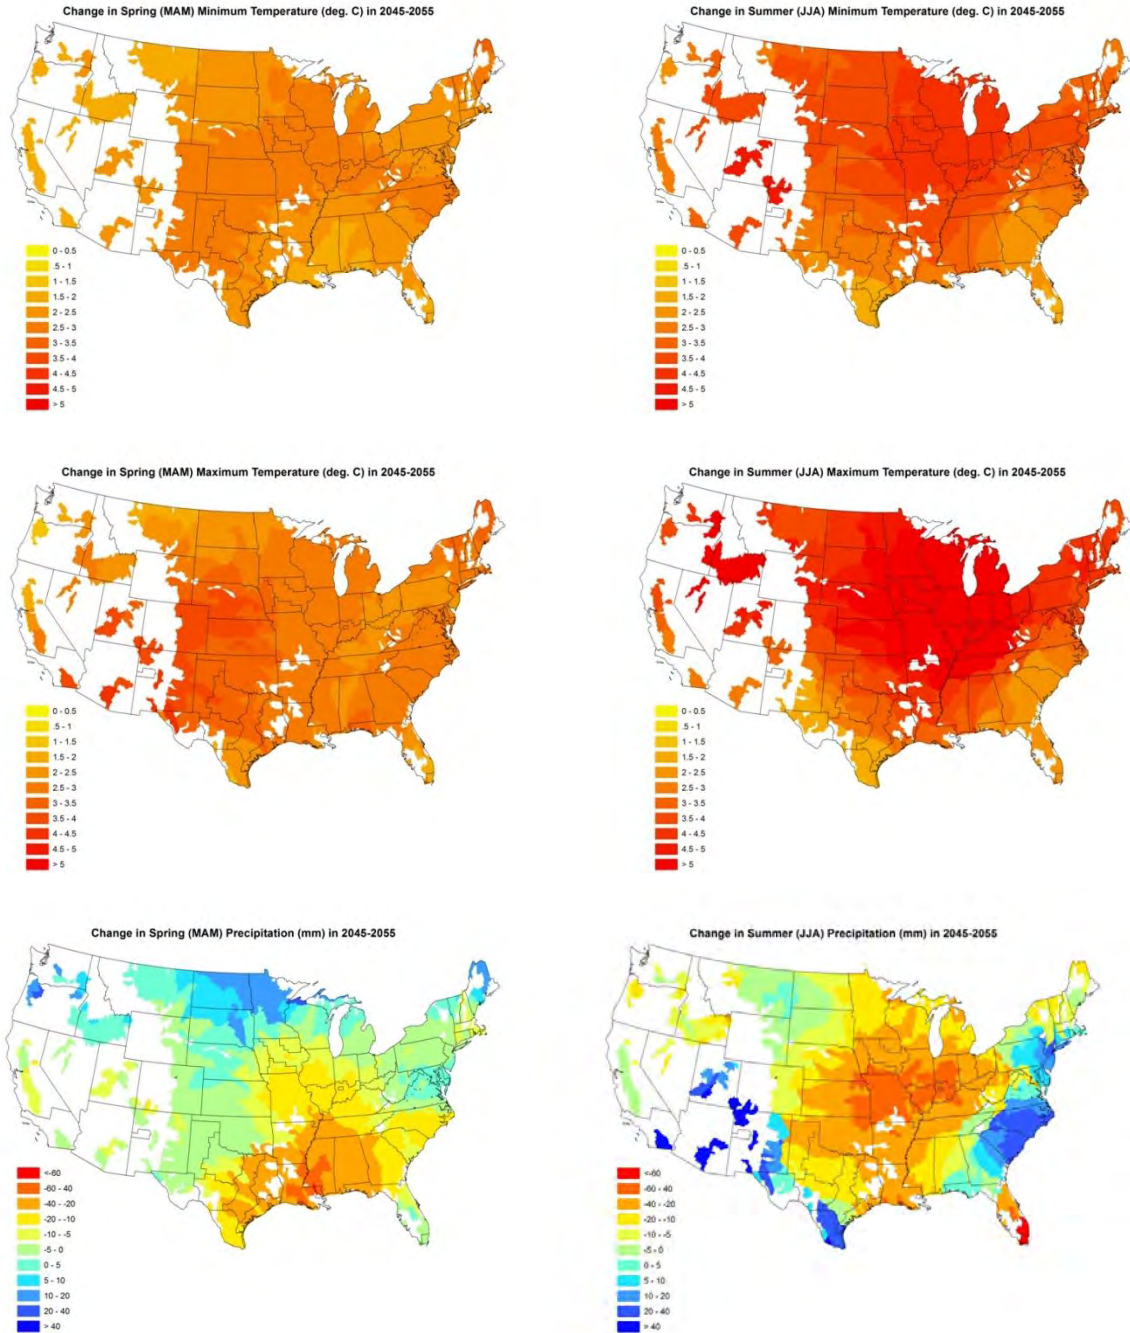 Change in Spring (MAM) Minimum Temperature (deg. C) in 2045-2055
0 - 0.5
.5 - 1
1 - 1.5
1.5 - 2
2 - 2.5
2.5 - 3
3 - 3.5
3.5 - 4
4 - 4.5
4.5 - 5
> 5
Change in Summer (JJA) Minimum Temperature (deg. C) in 2045-2055
0 - 0.5
.5 - 1
1 - 1.5
1.5 - 2
2 - 2.5
2.5 - 3
3 - 3.5
3.5 - 4
4 - 4.5
4.5 - 5
> 5
Change in Spring (MAM) Maximum Temperature (deg. C) in 2045-2055
0 - 0.5
.5 - 1
1 - 1.5
1.5 - 2
2 - 2.5
2.5 - 3
3 - 3.5
3.5 - 4
4 - 4.5
4.5 - 5
> 5
Change in Summer (JJA) Maximum Temperature (deg. C) in 2045-2055
0 - 0.5
.5 - 1
1 - 1.5
1.5 - 2
2 - 2.5
2.5 - 3
3 - 3.5
3.5 - 4
4 - 4.5
4.5 - 5
> 5
Change in Spring (MAM) Precipitation (mm) in 2045-2055
<-60
-60 - 40
-40 - 20
-20 - -10
-10 - -5
-5 - 0
0 - 5
5 - 10
10 - 20
20 - 40
> 40
Change in Summer (JJA) Precipitation (mm) in 2045-2055
<-60
-60 - 40
-40 - 20
-20 - -10
-10 - -5
-5 - 0
0 - 5
5 - 10
10 - 20
20 - 40
> 40